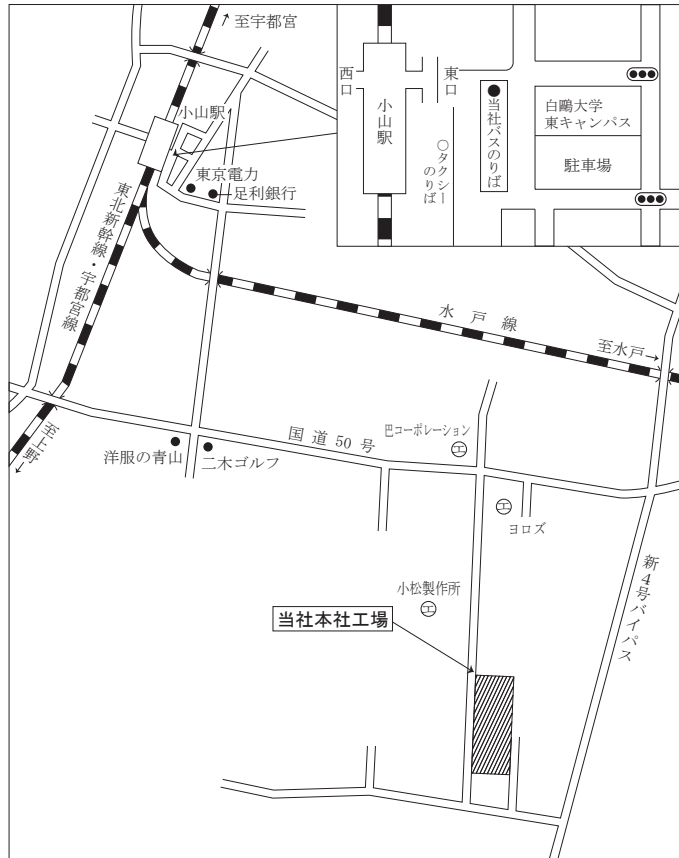 至宇都宮
小山駅
東京電力
足利銀行
東北新幹線・宇都宮線
西口
小山駅
東口
○タクシーのりば
●当社バスのりば
白鷗大学
東キャンパス
駐車場
水戸線
至水戸
至上野
国道50号
巴コーポレーション
工
洋服の青山
二木ゴルフ
工
ヨロズ
小松製作所
工
当社本社工場
新4号バイパス